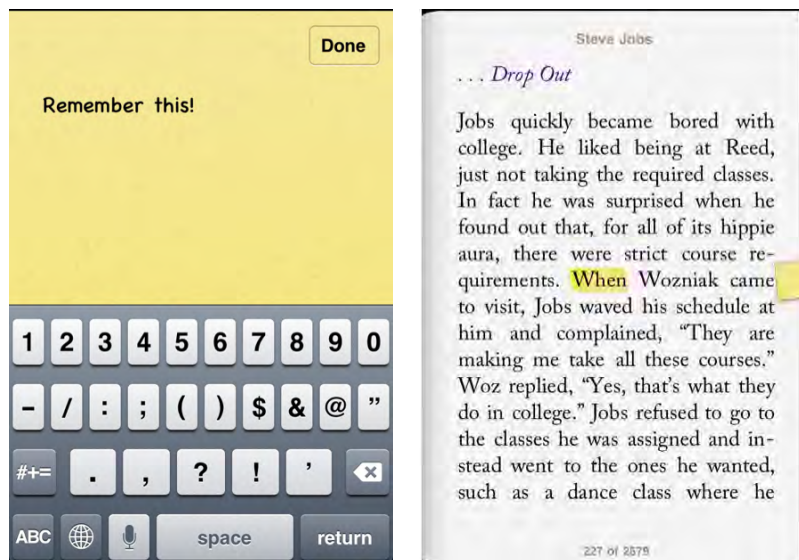 Done
Remember this!
1 2 3 4 5 6 7 8 9 0
- / : ; ( ) $ & @ "
#+= . , ? ! '
ABC space return
Steve Jobs
. . . Drop Out
Jobs quickly became bored with
college. He liked being at Reed,
just not taking the required classes.
In fact he was surprised when he
found out that, for all of its hippie
aura, there were strict course re-
quirements. When Wozniak came
to visit, Jobs waved his schedule at
him and complained, “They are
making me take all these courses.”
Woz replied, “Yes, that’s what they
do in college.” Jobs refused to go to
the classes he was assigned and in-
stead went to the ones he wanted,
such as a dance class where he
227 of 2679